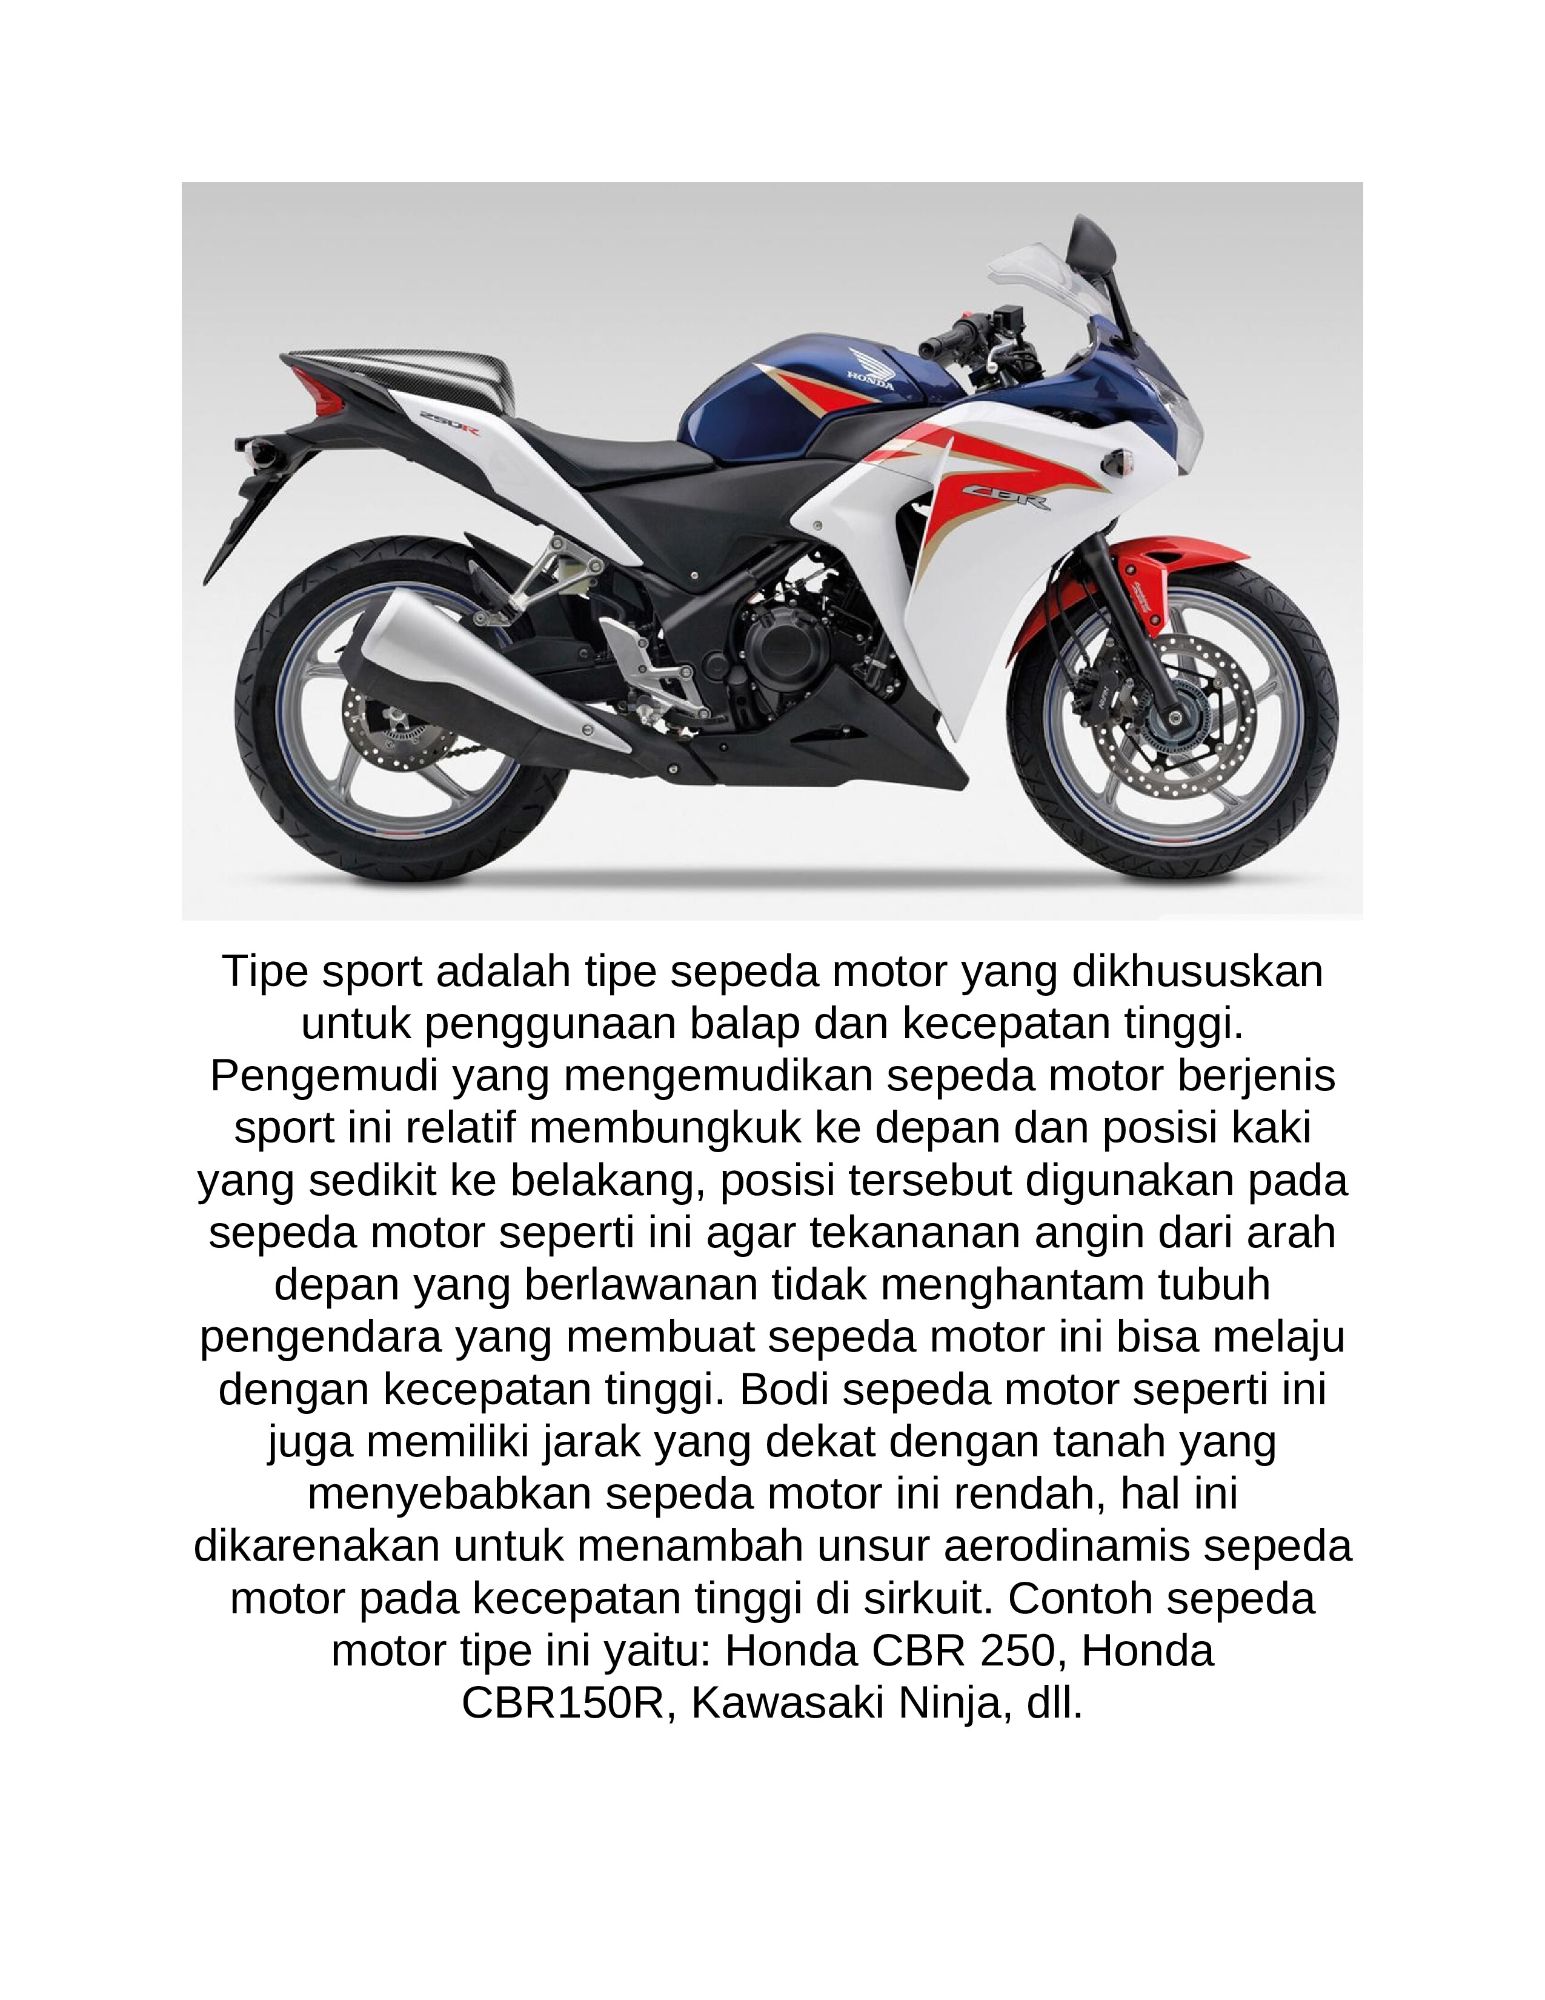 HONDA
250R
CBR
NISSIN
Tipe sport adalah tipe sepeda motor yang dikhususkan
untuk penggunaan balap dan kecepatan tinggi.
Pengemudi yang mengemudikan sepeda motor berjenis
sport ini relatif membungkuk ke depan dan posisi kaki
yang sedikit ke belakang, posisi tersebut digunakan pada
sepeda motor seperti ini agar tekananan angin dari arah
depan yang berlawanan tidak menghantam tubuh
pengendara yang membuat sepeda motor ini bisa melaju
dengan kecepatan tinggi. Bodi sepeda motor seperti ini
juga memiliki jarak yang dekat dengan tanah yang
menyebabkan sepeda motor ini rendah, hal ini
dikarenakan untuk menambah unsur aerodinamis sepeda
motor pada kecepatan tinggi di sirkuit. Contoh sepeda
motor tipe ini yaitu: Honda CBR 250, Honda
CBR150R, Kawasaki Ninja, dll.